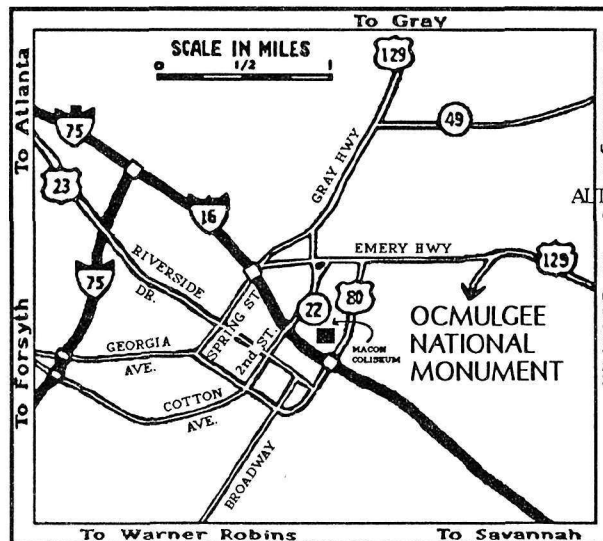 To Gray
SCALE IN MILES
0 1/2 1
129
To Atlanta
75
49
23
GRAY HWY
ALT
16
EMERY HWY
129
75
RIVERSIDE
DR.
SPRING ST.
22
80
OCMULGEE
NATIONAL
MONUMENT
MACON
COLISEUM
GEORGIA
AVE.
2nd ST.
To Forsyth
COTTON
AVE.
BROADWAY
To Warner Robins
To Savannah